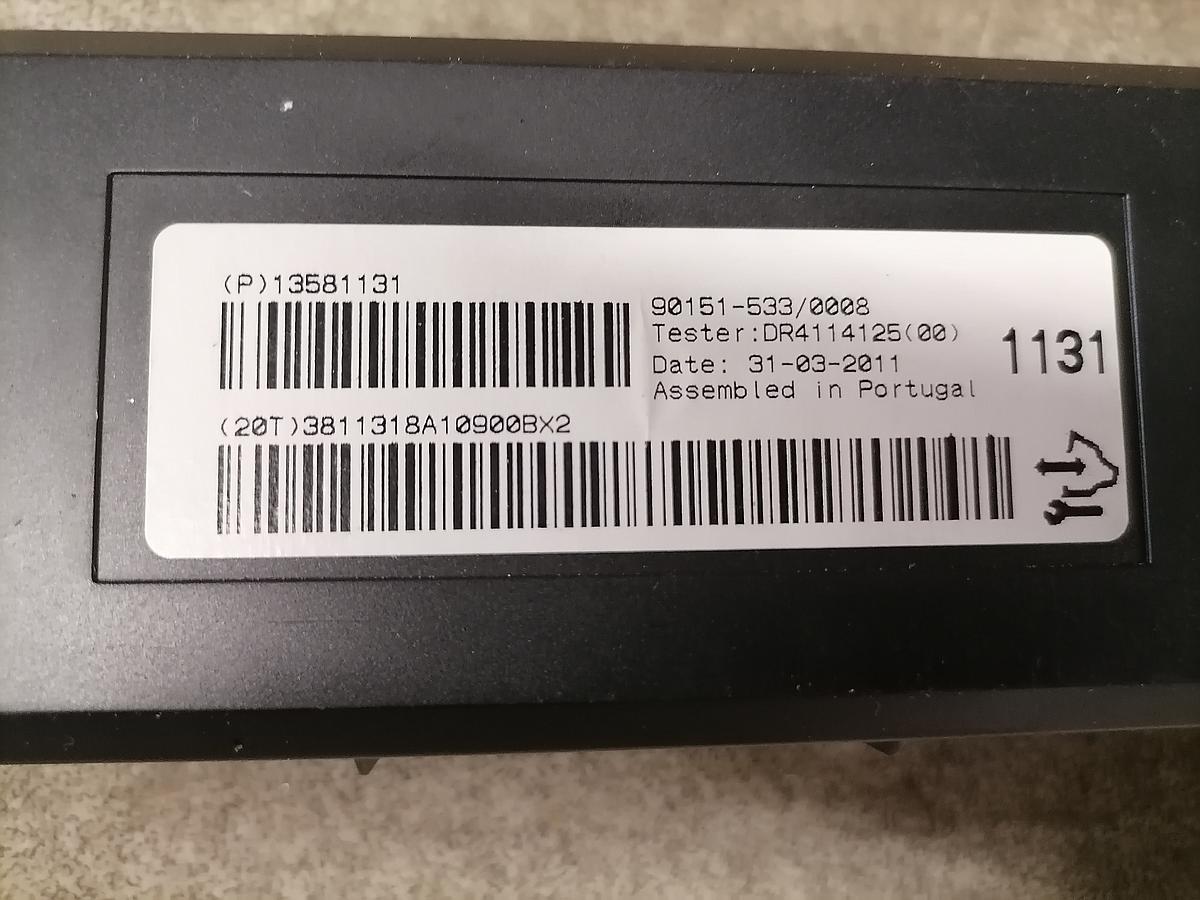 (P)13581131
90151-533/0008
Tester:DR4114125(00)
Date: 31-03-2011
Assembled in Portugal
1131
(20T)3811318A10900BX2